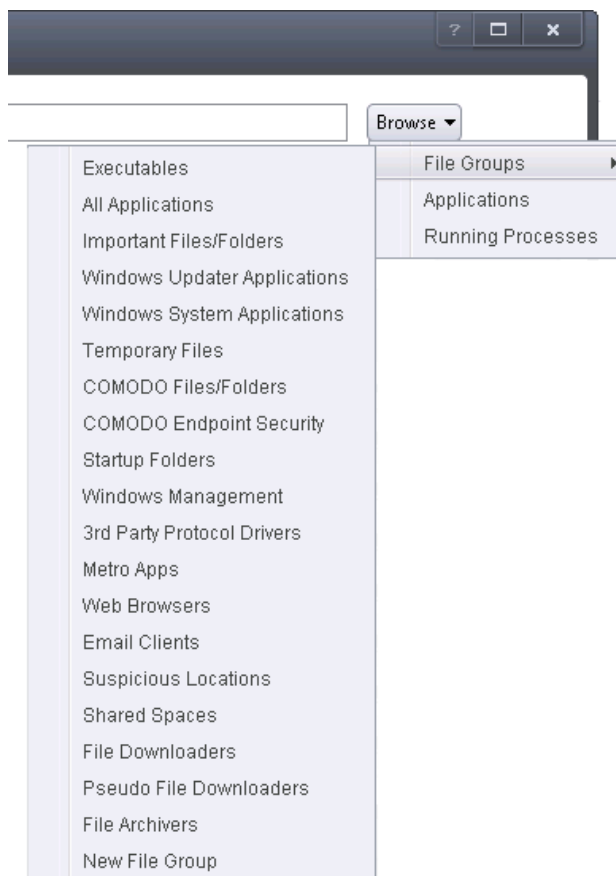 ?
Browse
File Groups
Applications
Running Processes
Executables
All Applications
Important Files/Folders
Windows Updater Applications
Windows System Applications
Temporary Files
COMODO Files/Folders
COMODO Endpoint Security
Startup Folders
Windows Management
3rd Party Protocol Drivers
Metro Apps
Web Browsers
Email Clients
Suspicious Locations
Shared Spaces
File Downloaders
Pseudo File Downloaders
File Archivers
New File Group